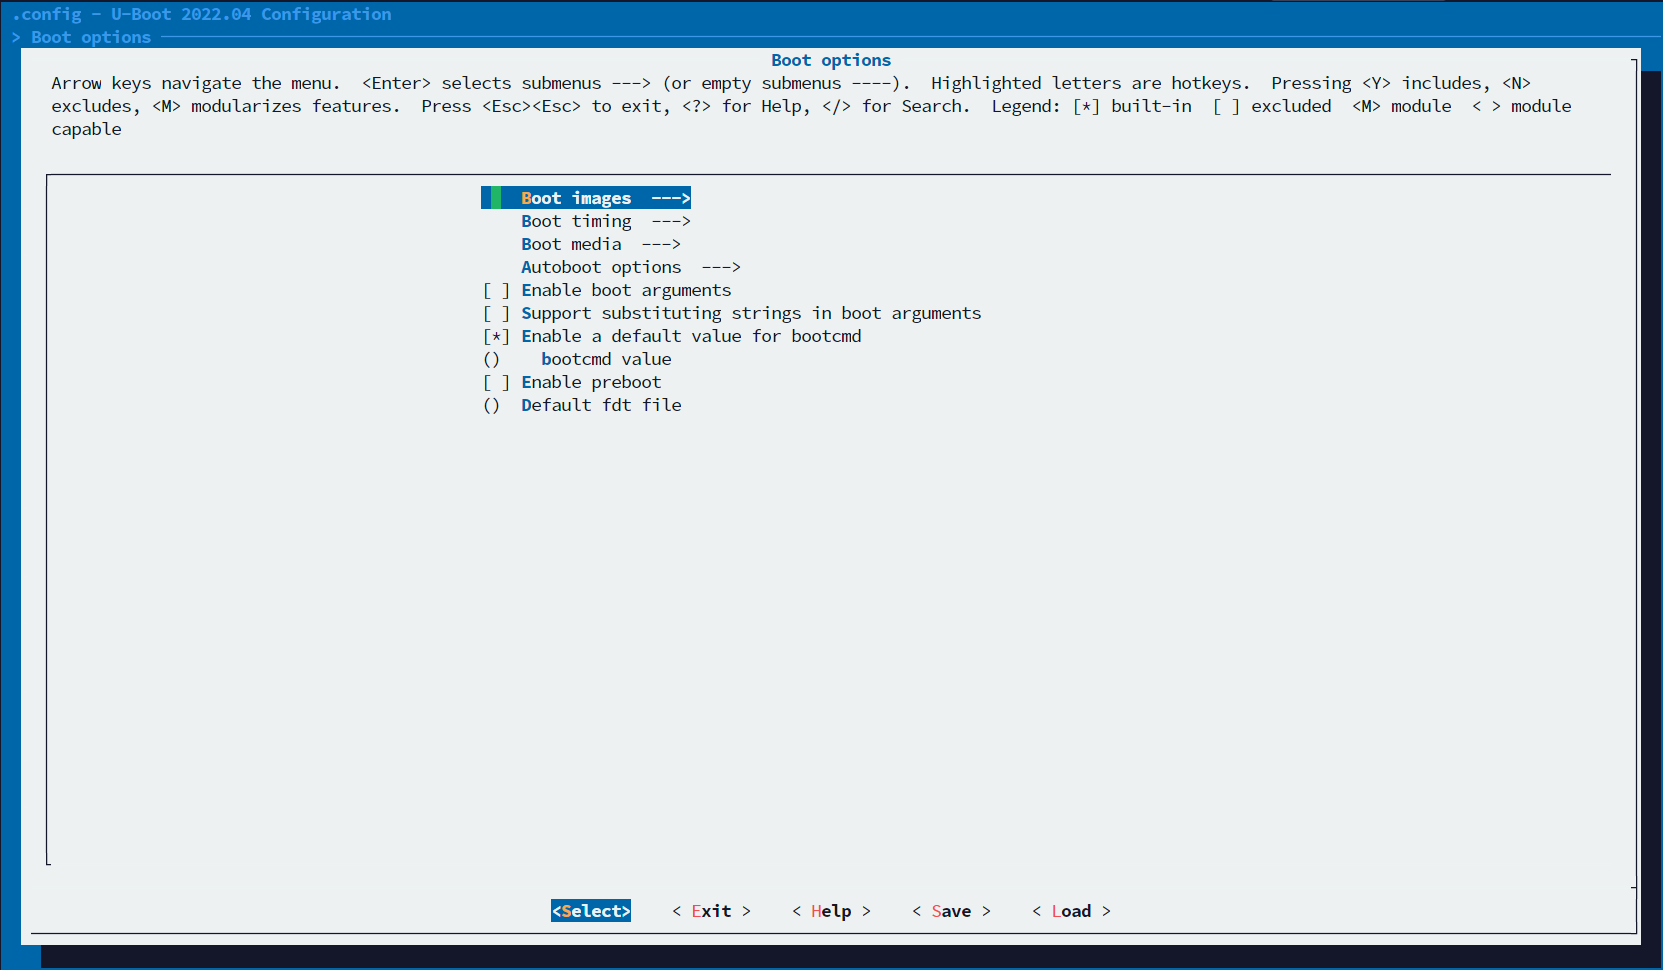 .config - U-Boot 2022.04 Configuration
> Boot options
Boot options
Arrow keys navigate the menu.  <Enter> selects submenus ---> (or empty submenus ----).  Highlighted letters are hotkeys.  Pressing <Y> includes, <N>
excludes, <M> modularizes features.  Press <Esc><Esc> to exit, <?> for Help, </> for Search.  Legend: [*] built-in  [ ] excluded  <M> module  < > module
capable
Boot images  --->
Boot timing  --->
Boot media  --->
Autoboot options  --->
[ ] Enable boot arguments
[ ] Support substituting strings in boot arguments
[*] Enable a default value for bootcmd
()    bootcmd value
[ ] Enable preboot
()  Default fdt file
<Select>    < Exit >    < Help >    < Save >    < Load >